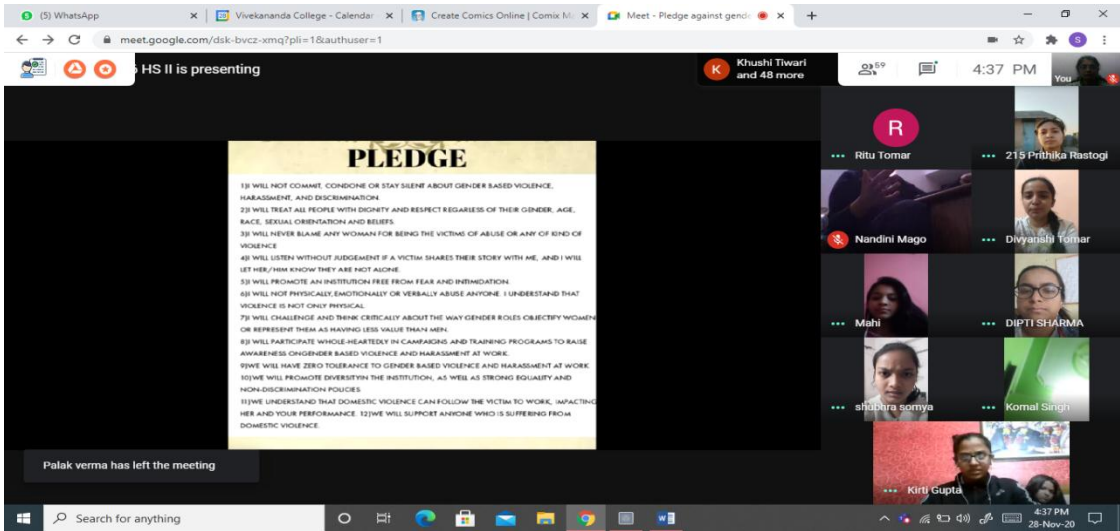 (5) WhatsApp
Vivekananda College - Calendar
Create Comics Online | Comix M
Meet - Pledge against gende
meet.google.com/dsk-bvcz-xmq?pli=1&authuser=1
S
HS II is presenting
K
Khushi Tiwari
and 48 more
59
4:37 PM
You
PLEDGE
1)I WILL NOT COMMIT, CONDONE OR STAY SILENT ABOUT GENDER BASED VIOLENCE,
HARASSMENT, AND DISCRIMINATION.
2)I WILL TREAT ALL PEOPLE WITH DIGNITY AND RESPECT REGARLESS OF THEIR GENDER, AGE,
RACE, SEXUAL ORIENTATION AND BELIEFS.
3)I WILL NEVER BLAME ANY WOMAN FOR BEING THE VICTIMS OF ABUSE OR ANY OF KIND OF
VIOLENCE
4)I WILL LISTEN WITHOUT JUDGEMENT IF A VICTIM SHARES THEIR STORY WITH ME, AND I WILL
LET HER/HIM KNOW THEY ARE NOT ALONE.
5)I WILL PROMOTE AN INSTITUTION FREE FROM FEAR AND INTIMIDATION.
6)I WILL NOT PHYSICALLY, EMOTIONALLY OR VERBALLY ABUSE ANYONE. I UNDERSTAND THAT
VIOLENCE IS NOT ONLY PHYSICAL.
7)I WILL CHALLENGE AND THINK CRITICALLY ABOUT THE WAY GENDER ROLES OBJECTIFY WOMEN
OR REPRESENT THEM AS HAVING LESS VALUE THAN MEN.
8)I WILL PARTICIPATE WHOLE-HEARTEDLY IN CAMPAIGNS AND TRAINING PROGRAMS TO RAISE
AWARENESS ONGENDER BASED VIOLENCE AND HARASSMENT AT WORK.
9)WE WILL HAVE ZERO TOLERANCE TO GENDER BASED VIOLENCE AND HARASSMENT AT WORK.
10)WE WILL PROMOTE DIVERSITYIN THE INSTITUTION, AS WELL AS STRONG EQUALITY AND
NON-DISCRIMINATION POLICIES.
11)WE UNDERSTAND THAT DOMESTIC VIOLENCE CAN FOLLOW THE VICTIM TO WORK, IMPACTING
HER AND YOUR PERFORMANCE. 12)WE WILL SUPPORT ANYONE WHO IS SUFFERING FROM
DOMESTIC VIOLENCE.
R
Ritu Tomar
215 Prithika Rastogi
Nandini Mago
Divyanshi Tomar
Mahi
DIPTI SHARMA
shubhra somya
Komal Singh
Kirti Gupta
Palak verma has left the meeting
Search for anything
4:37 PM
28-Nov-20